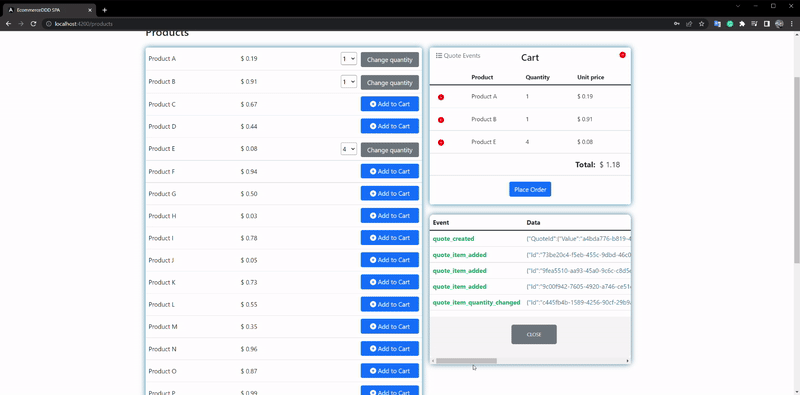 EcommerceDDD SPA
localhost:4200/products
Products
Product A $ 0.19 1 Change quantity
Product B $ 0.91 1 Change quantity
Product C $ 0.67 Add to Cart
Product D $ 0.44 Add to Cart
Product E $ 0.08 4 Change quantity
Product F $ 0.94 Add to Cart
Product G $ 0.50 Add to Cart
Product H $ 0.03 Add to Cart
Product I $ 0.78 Add to Cart
Product J $ 0.05 Add to Cart
Product K $ 0.73 Add to Cart
Product L $ 0.55 Add to Cart
Product M $ 0.35 Add to Cart
Product N $ 0.96 Add to Cart
Product O $ 0.87 Add to Cart
Product P $ 0.99 Add to Cart
Quote Events
Cart
Product Quantity Unit price
Product A 1 $ 0.19
Product B 1 $ 0.91
Product E 4 $ 0.08
Total: $ 1.18
Place Order
Event Data
quote_created {"QuoteId":{"Value":"a4bda776-b819-4
quote_item_added {"Id":"73be20c4-f5eb-455c-9dbd-46c0
quote_item_added {"Id":"9fea5510-aa93-45a0-9c6c-c8d5
quote_item_added {"Id":"9c00f942-7605-4920-a746-ce51
quote_item_quantity_changed {"Id":"c445fb4b-1589-4256-90cf-29b9
CLOSE